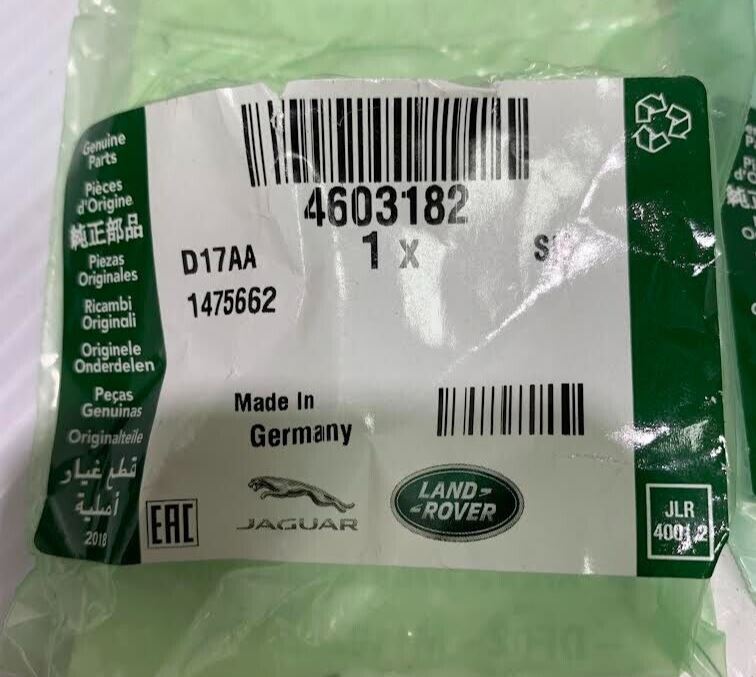 Genuine
Parts
Pièces
d'Origine
純正部品
Piezas
Originales
Ricambi
Originali
Originele
Onderdelen
Peças
Genuinas
Originalteile
قطع غيار
أصلية
2018
4603182
1 x
D17AA
1475662
Made In
Germany
EAC
JAGUAR
LAND-
-ROVER
JLR